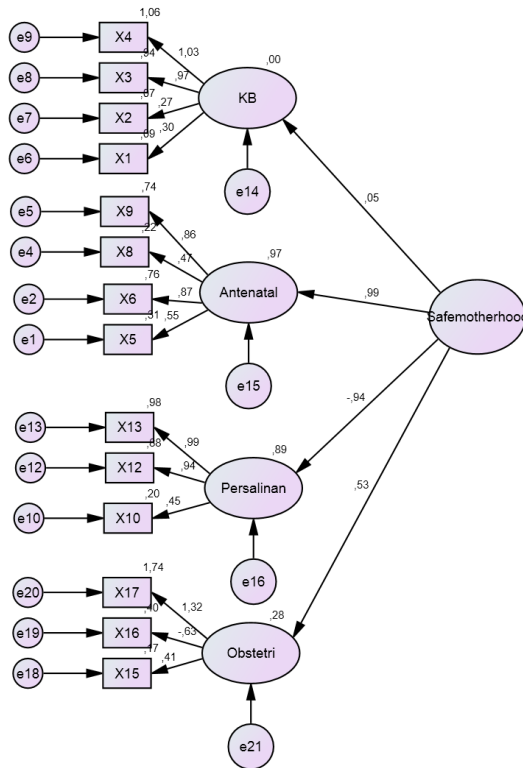 1,06
e9
X4
1,03
,00
,94
e8
X3
,97
KB
e7
X2
,27
e6
X1
,30
e14
,05
,74
e5
X9
,86
,22
e4
X8
,47
,97
,76
Antenatal
,99
e2
X6
,87
Safemotherhood
,31
,55
e1
X5
e15
,98
-,94
e13
X13
,99
,89
e12
X12
,94
Persalinan
,53
,20
,45
e10
X10
e16
1,74
e20
X17
1,32
,28
,40
e19
X16
-,63
Obstetri
,17
,41
e18
X15
e21